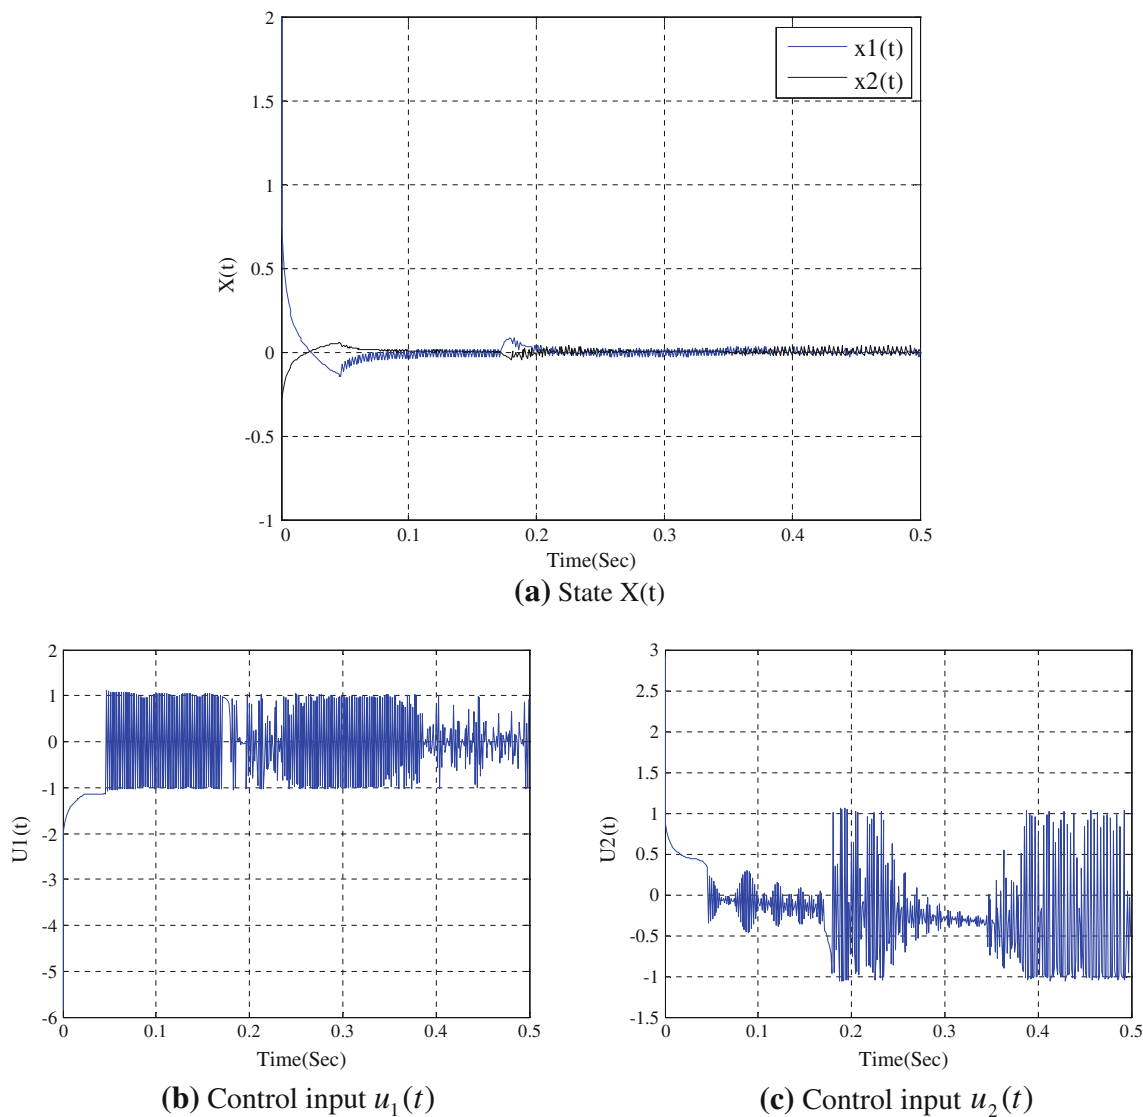 2
1.5
1
0.5
0
-0.5
-1
X(t)
x1(t)
x2(t)
0 0.1 0.2 0.3 0.4 0.5
Time(Sec)
(a) State X(t)
2
1
0
-1
-2
-3
-4
-5
-6
U1(t)
0 0.1 0.2 0.3 0.4 0.5
Time(Sec)
(b) Control input u₁(t)
3
2.5
2
1.5
1
0.5
0
-0.5
-1
-1.5
U2(t)
0 0.1 0.2 0.3 0.4 0.5
Time(Sec)
(c) Control input u₂(t)